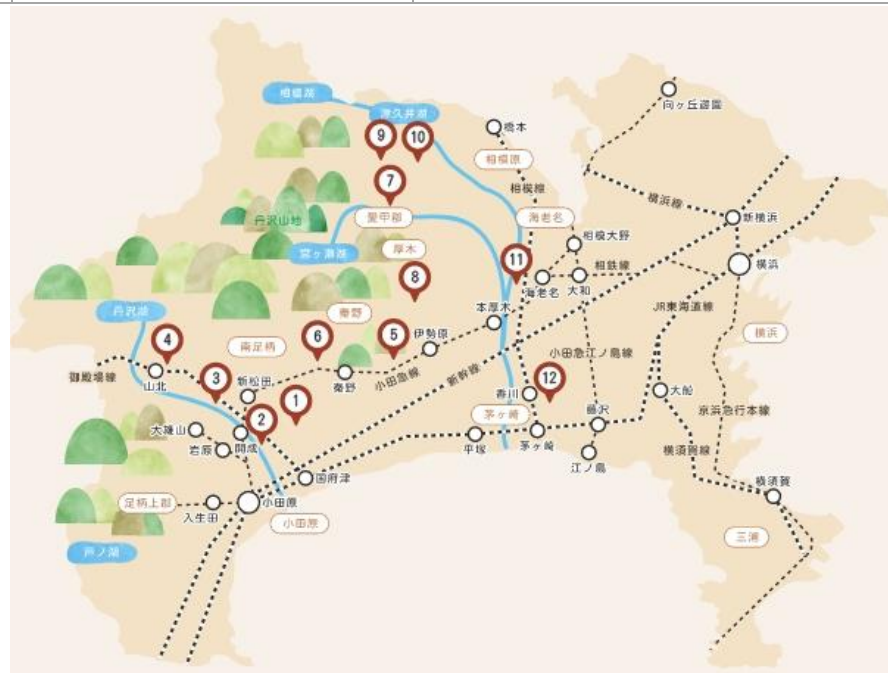 相模湖
津久井湖
向ヶ丘遊園
橋本
9
10
相模原
7
相模線
横浜線
愛甲郡
海老名
新横浜
丹沢山地
相模大野
宮ヶ瀬湖
厚木
11
相鉄線
横浜
8
海老名
大和
丹沢湖
本厚木
JR東海道線
秦野
横浜
4
南足柄
6
5
伊勢原
小田急江ノ島線
御殿場線
山北
3
新松田
秦野
小田急線
新幹線
12
大船
1
香川
2
茅ヶ崎
藤沢
京浜急行本線
大雄山
岩原
開成
平塚
茅ヶ崎
江ノ島
横須賀線
国府津
横須賀
足柄上郡
入生田
小田原
小田原
三浦
芦ノ湖